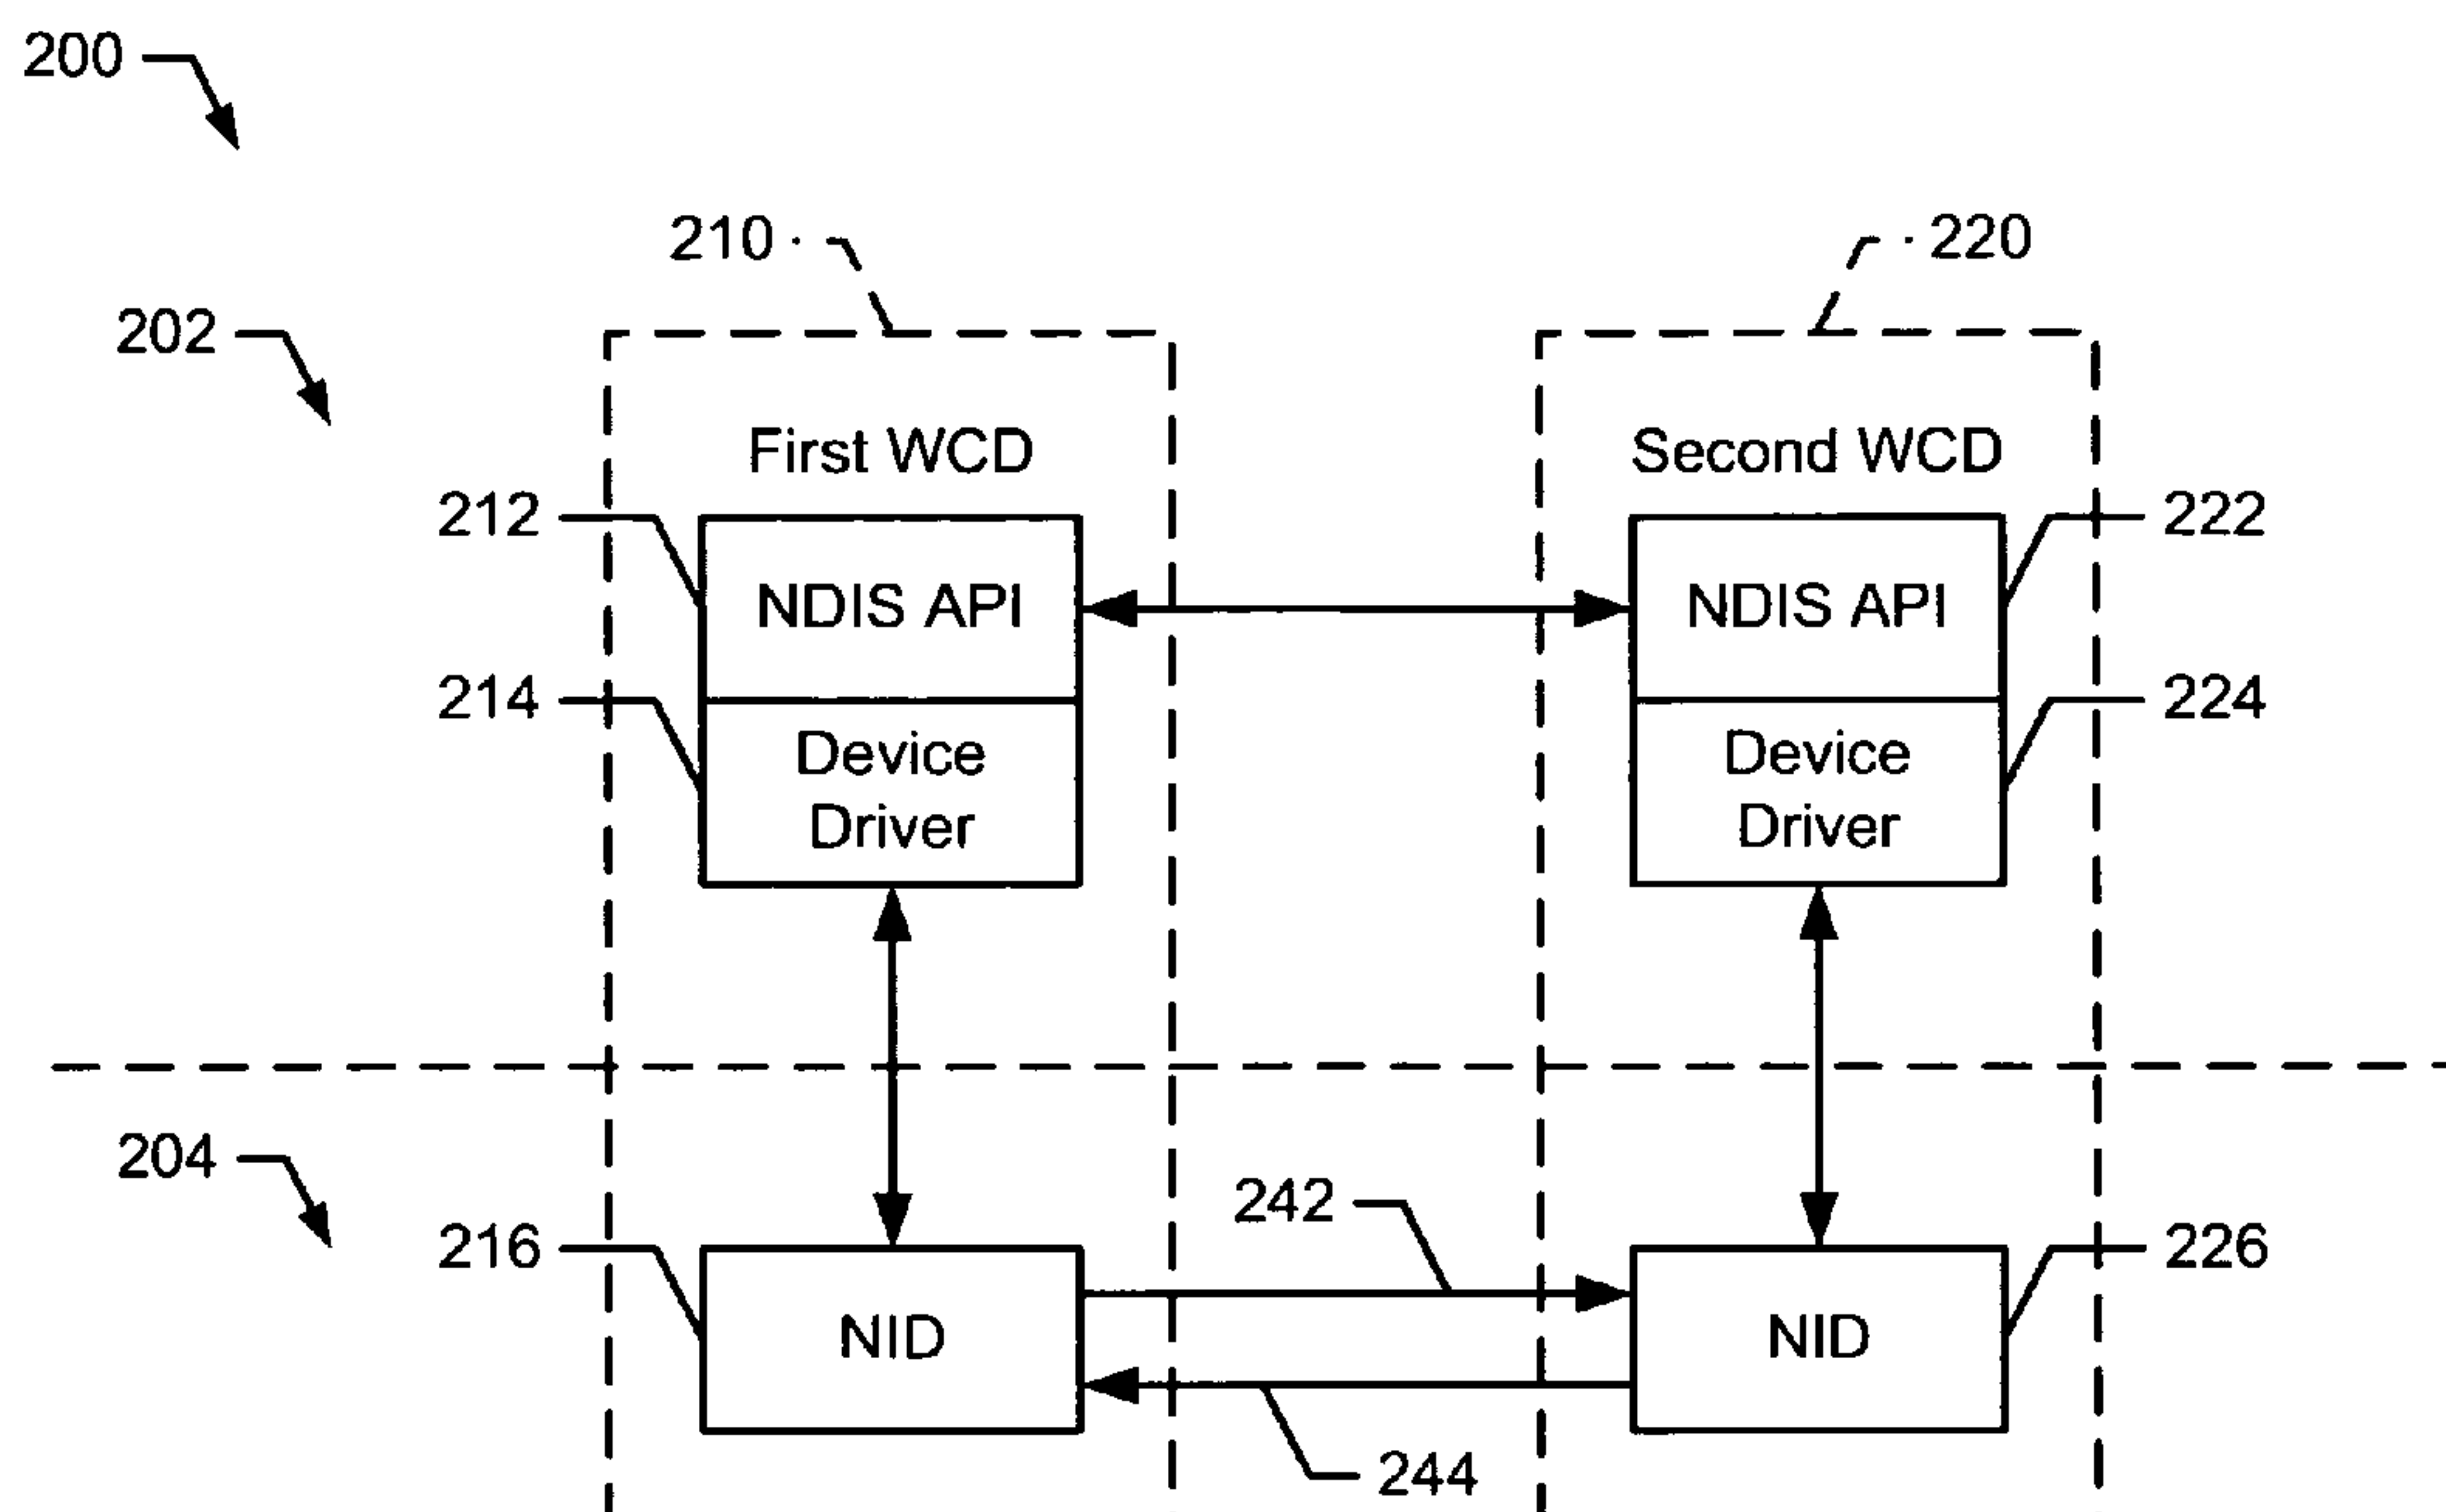 200
210
220
202
First WCD
Second WCD
212
222
NDIS API
NDIS API
214
224
Device
Driver
Device
Driver
204
242
216
226
NID
NID
244